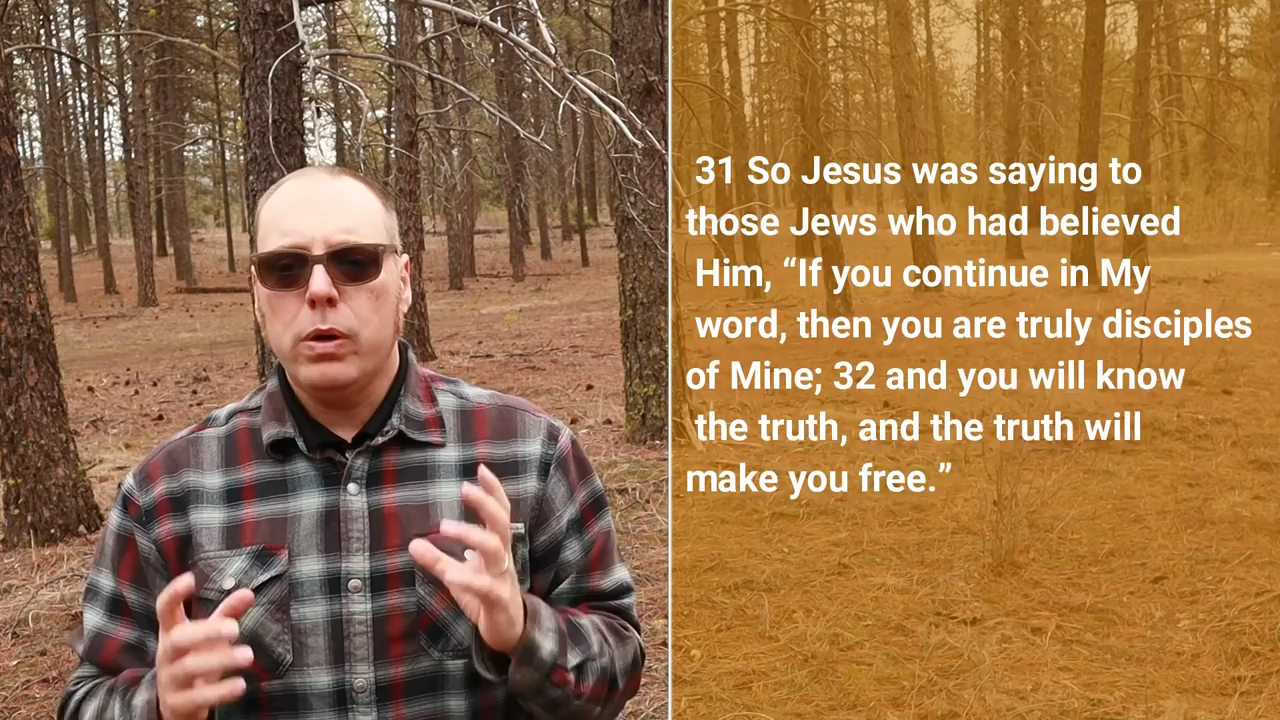 31 So Jesus was saying to
those Jews who had believed
Him, “If you continue in My
word, then you are truly disciples
of Mine; 32 and you will know
the truth, and the truth will
make you free.”